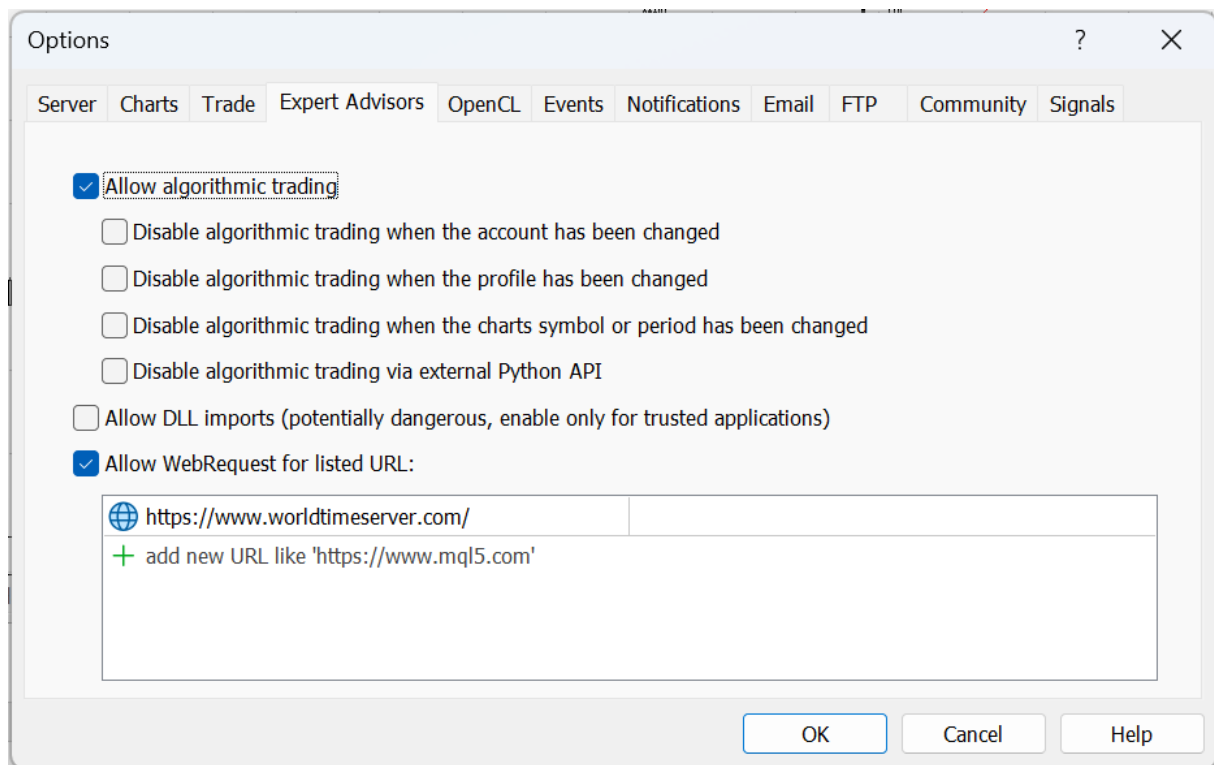 Options
?
Server Charts Trade Expert Advisors OpenCL Events Notifications Email FTP Community Signals
Allow algorithmic trading
Disable algorithmic trading when the account has been changed
Disable algorithmic trading when the profile has been changed
Disable algorithmic trading when the charts symbol or period has been changed
Disable algorithmic trading via external Python API
Allow DLL imports (potentially dangerous, enable only for trusted applications)
Allow WebRequest for listed URL:
https://www.worldtimeserver.com/
add new URL like 'https://www.mql5.com'
OK Cancel Help